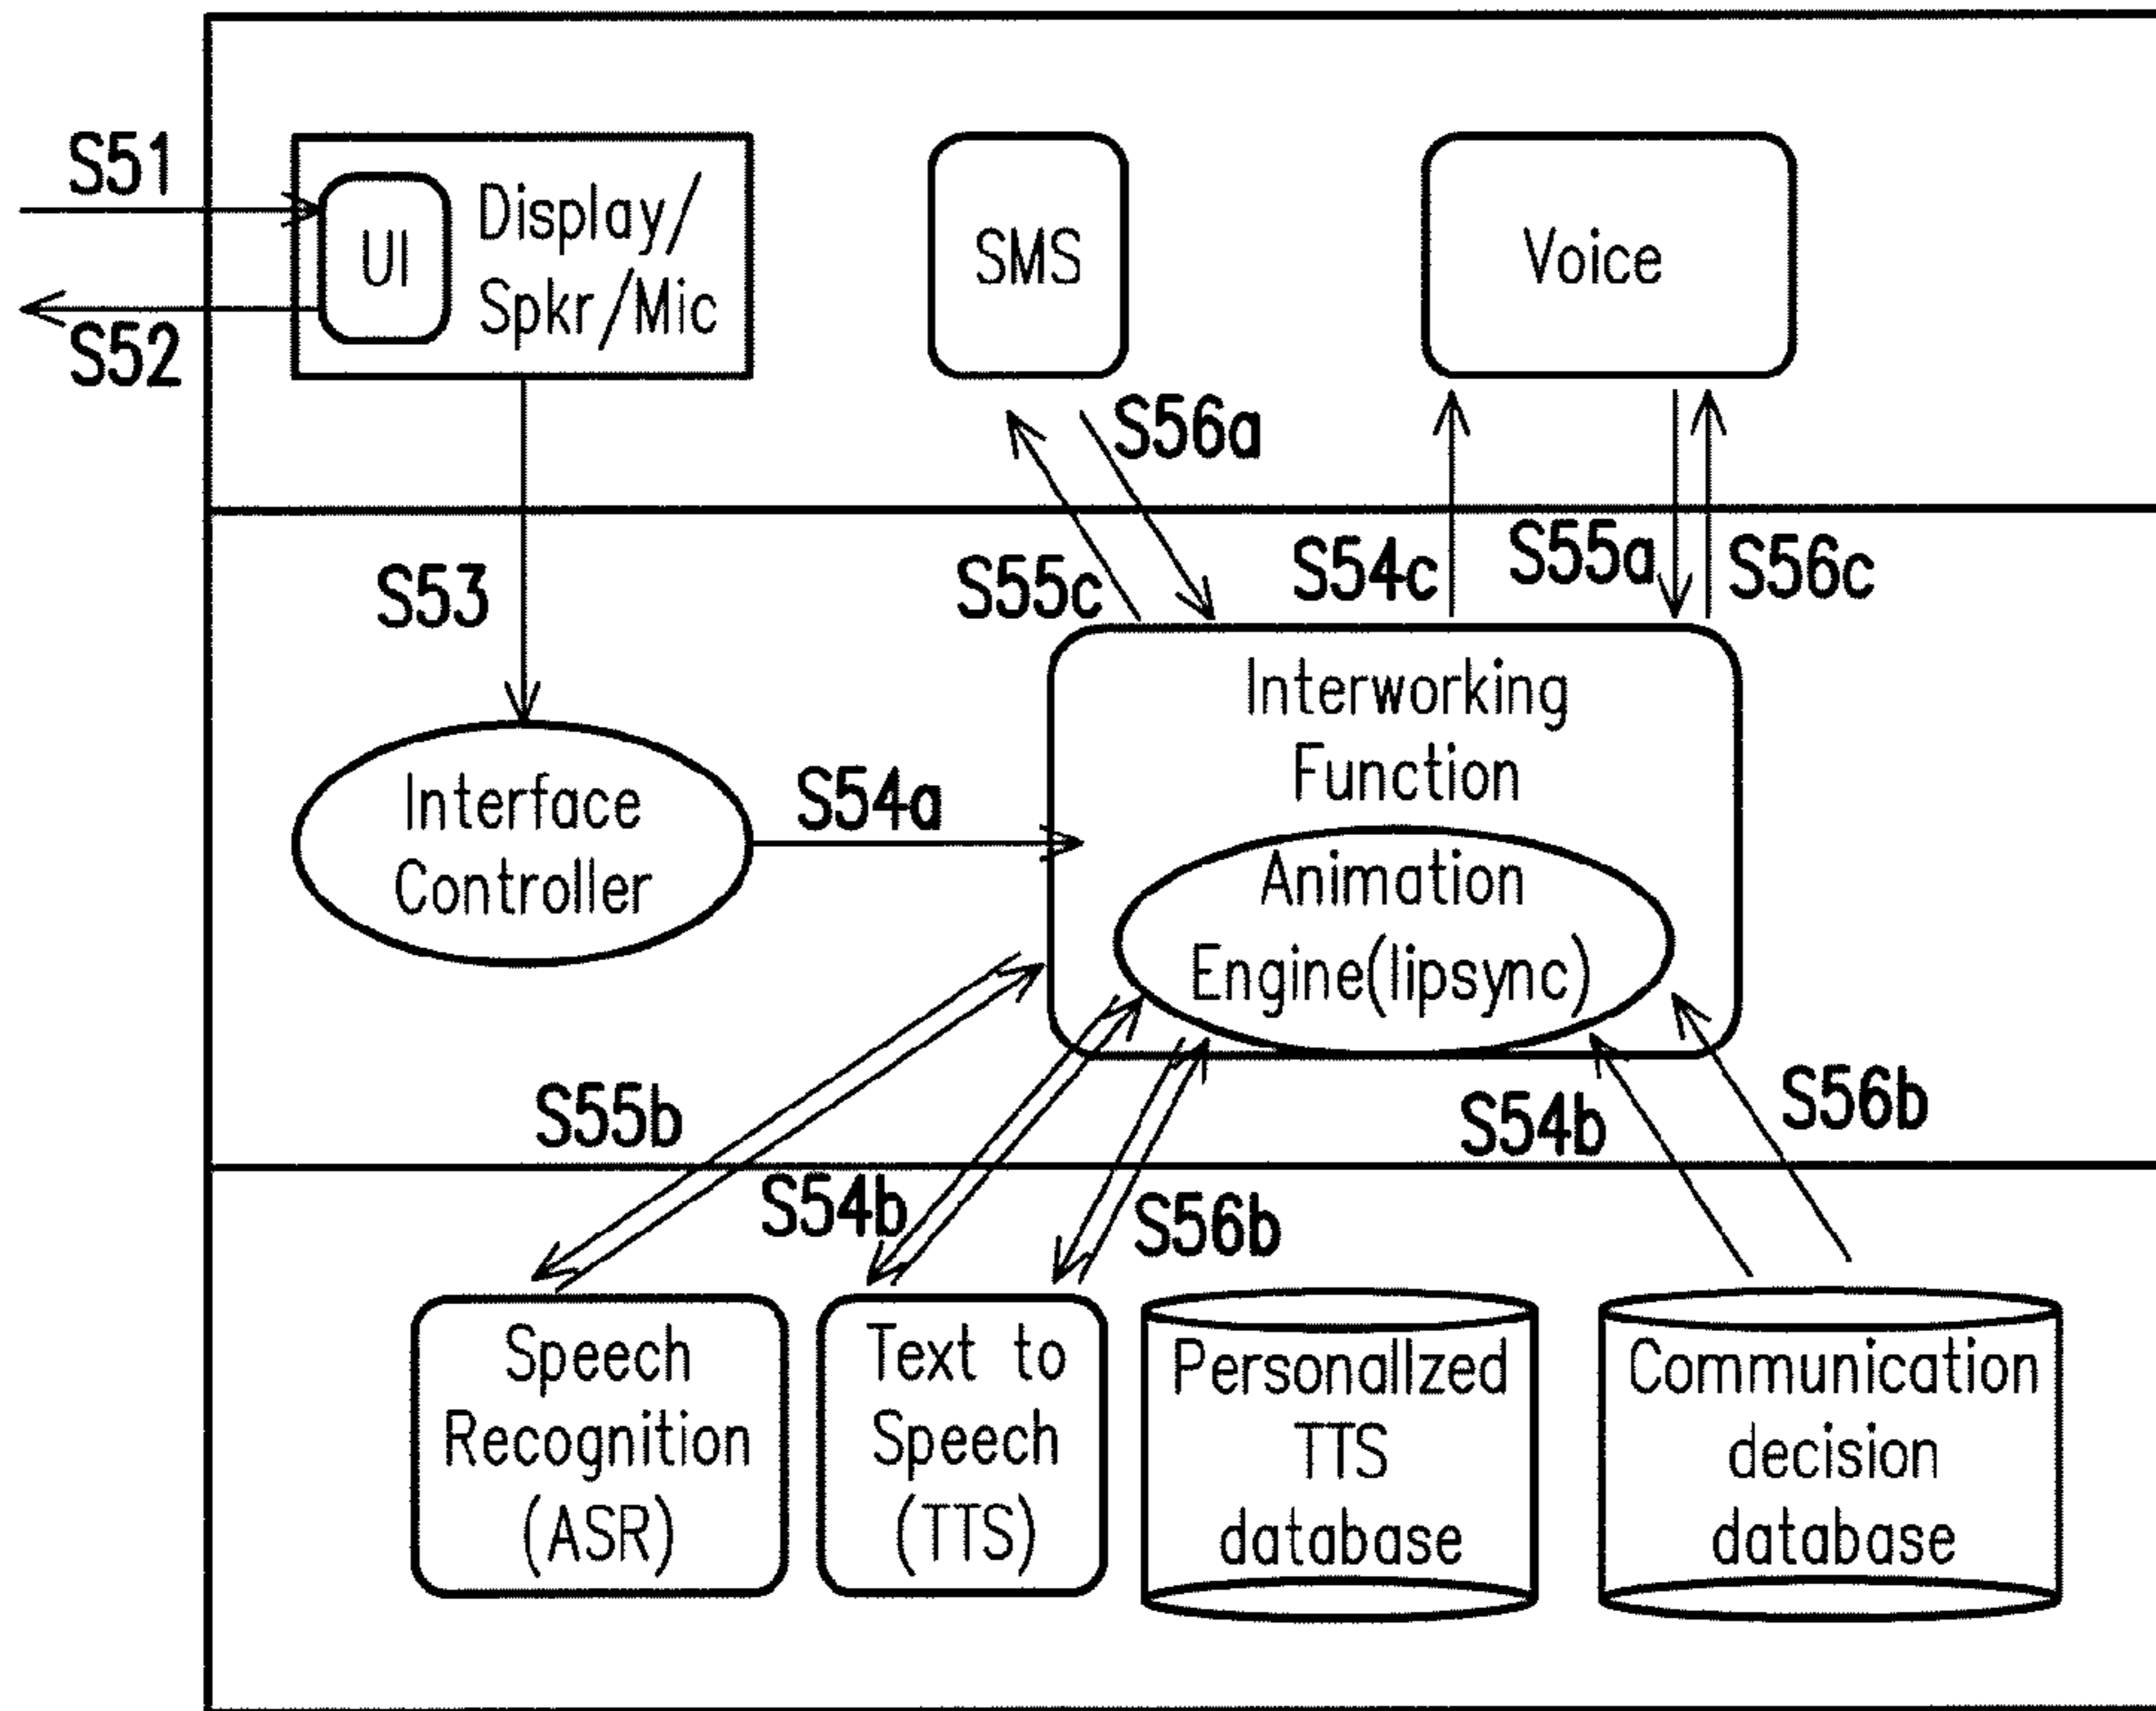 S51
S52
UI
Display/
Spkr/Mic
SMS
Voice
S56a
S53
S55c
S54c
S55a
S56c
Interface
Controller
S54a
Interworking
Function
Animation
Engine(lipsync)
S55b
S54b
S56b
S54b
S56b
Speech
Recognition
(ASR)
Text to
Speech
(TTS)
Personallzed
TTS
database
Communication
decision
database